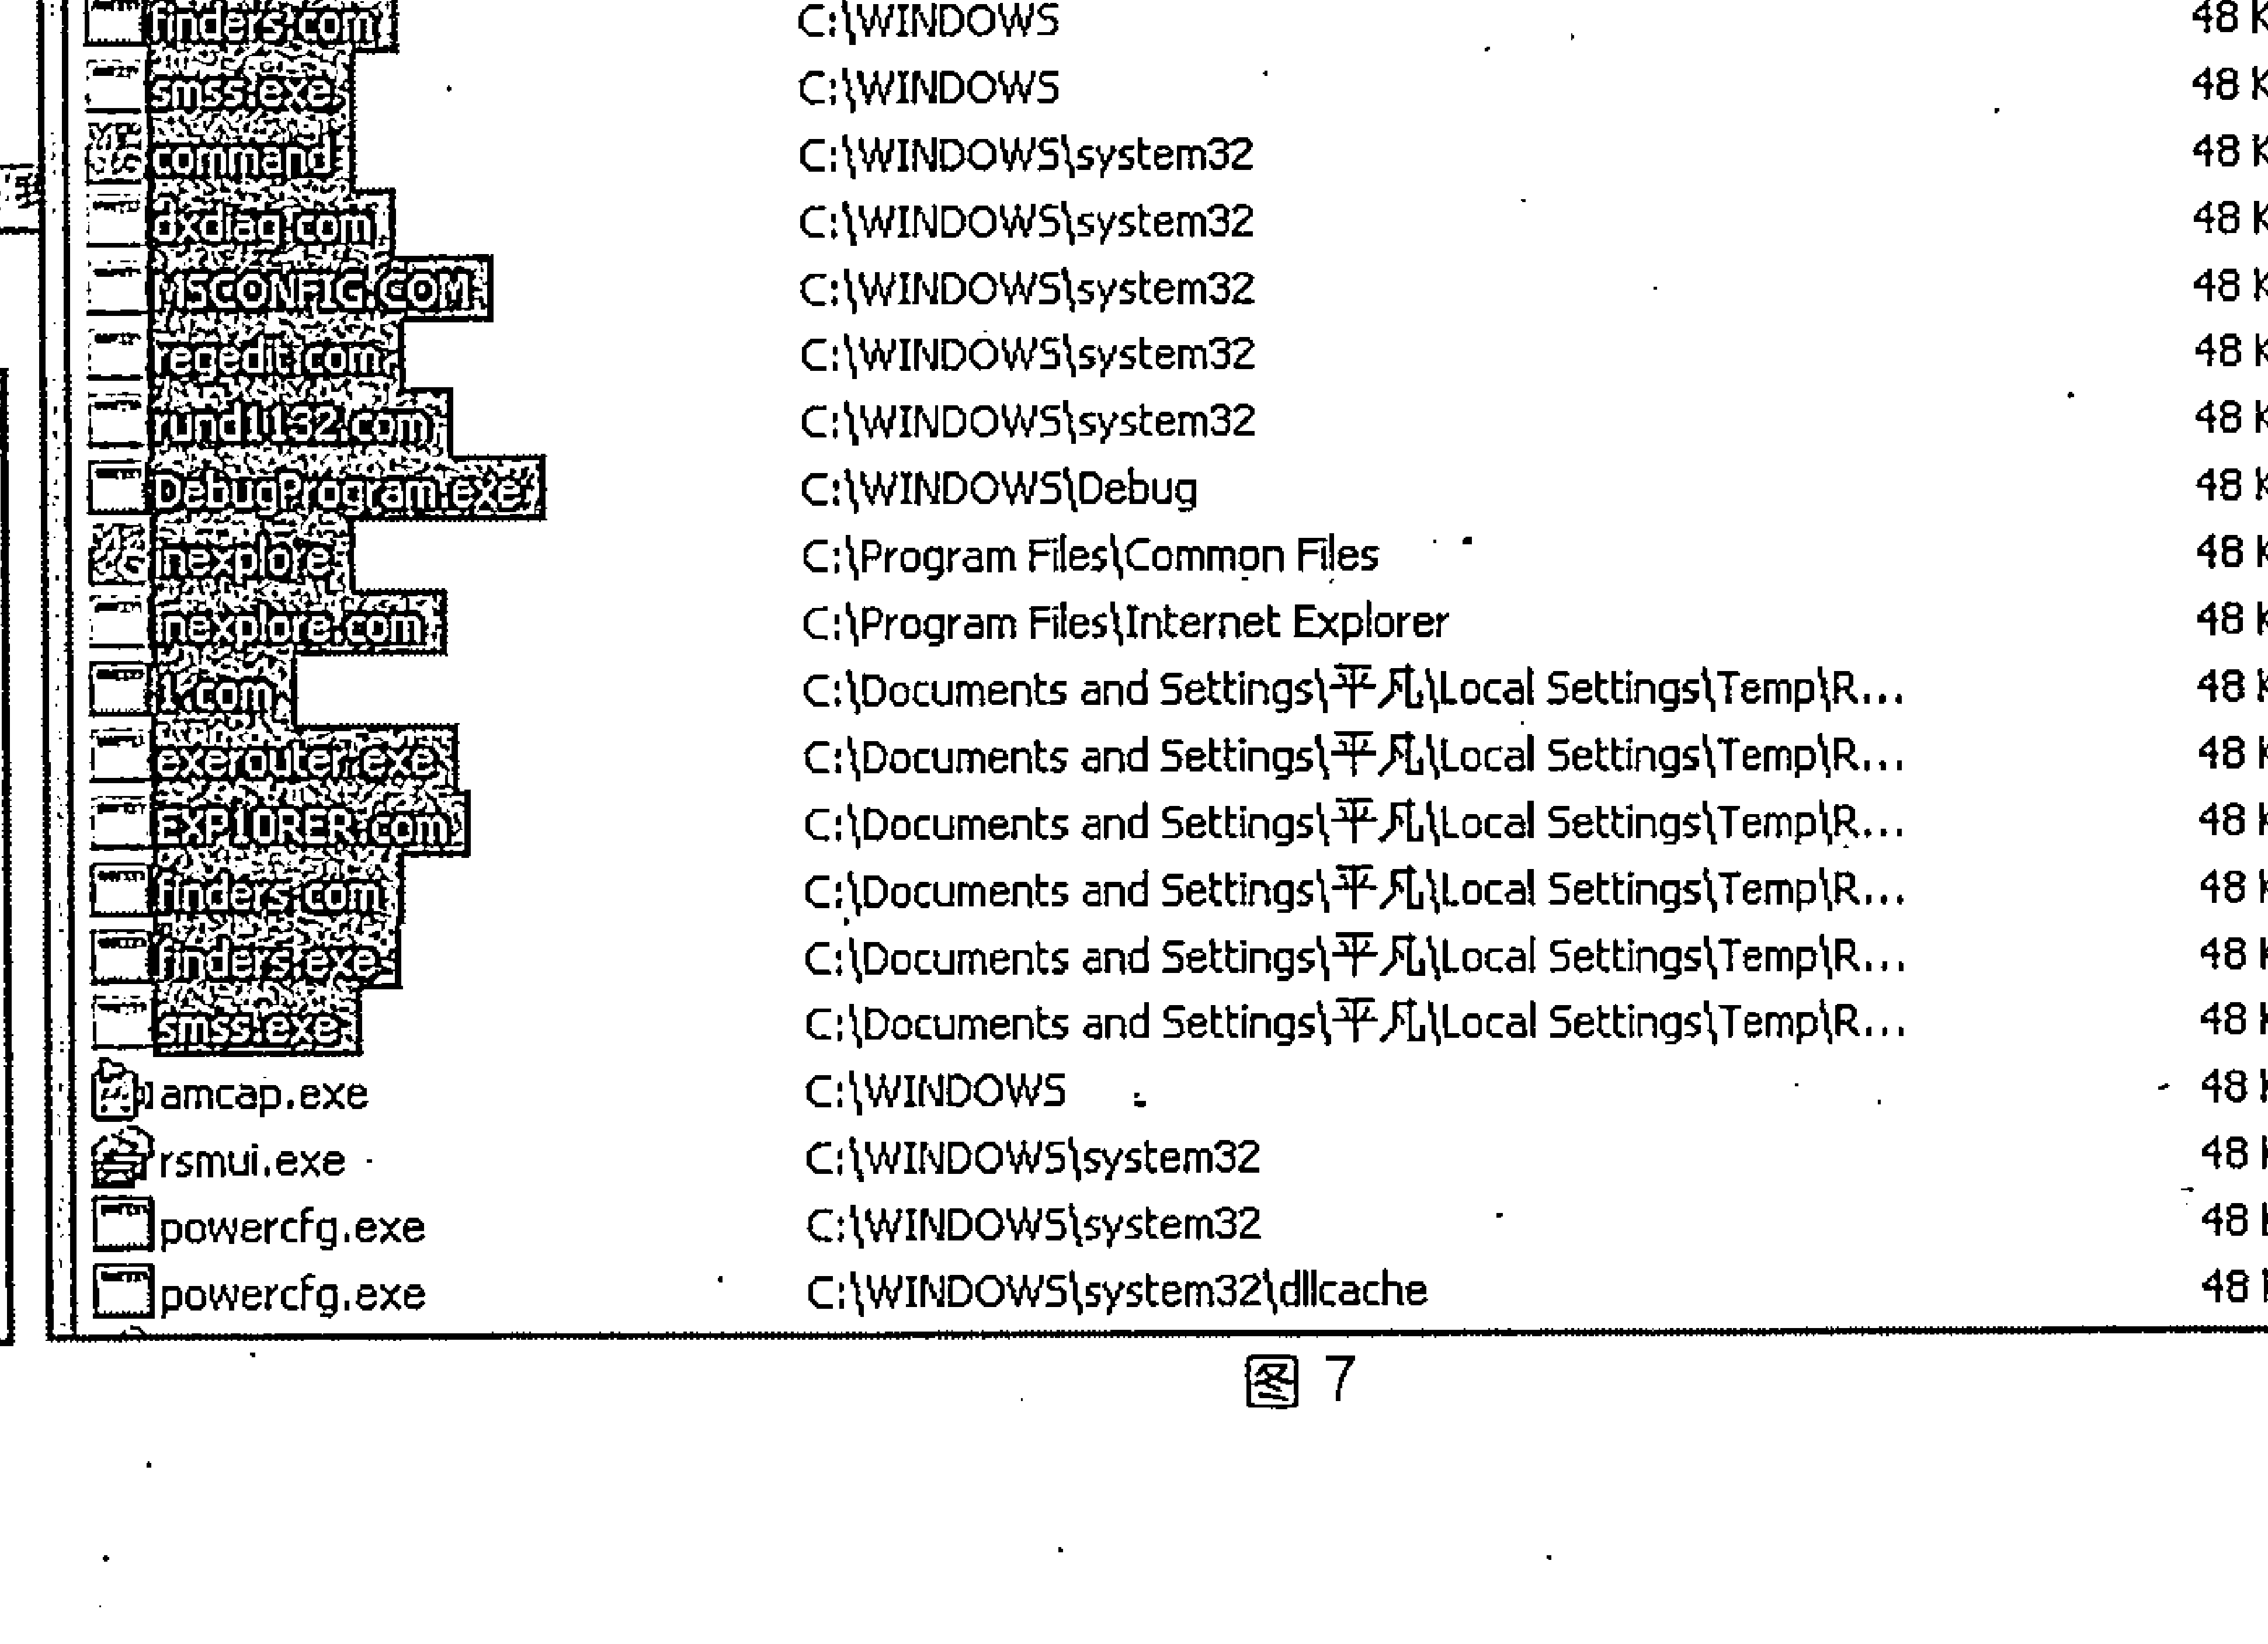 finders.com C:\WINDOWS 48 K
smss.exe C:\WINDOWS 48 K
command C:\WINDOWS\system32 48 K
dxdiag.com C:\WINDOWS\system32 48 K
MSCONFIG.COM C:\WINDOWS\system32 48 K
regedit.com C:\WINDOWS\system32 48 K
rund1132.com C:\WINDOWS\system32 48 K
DebugProgram.exe C:\WINDOWS\Debug 48 K
inexplore C:\Program Files\Common Files 48 K
inexplore.com C:\Program Files\Internet Explorer 48 K
1.com C:\Documents and Settings\平凡\Local Settings\Temp\R... 48 K
exerouter.exe C:\Documents and Settings\平凡\Local Settings\Temp\R... 48 K
EXP10RER.com C:\Documents and Settings\平凡\Local Settings\Temp\R... 48 K
finders.com C:\Documents and Settings\平凡\Local Settings\Temp\R... 48 K
finders.exe C:\Documents and Settings\平凡\Local Settings\Temp\R... 48 K
smss.exe C:\Documents and Settings\平凡\Local Settings\Temp\R... 48 K
amcap.exe C:\WINDOWS 48 K
rsmui.exe C:\WINDOWS\system32 48 K
powercfg.exe C:\WINDOWS\system32 48 K
powercfg.exe C:\WINDOWS\system32\dllcache 48 K
图 7